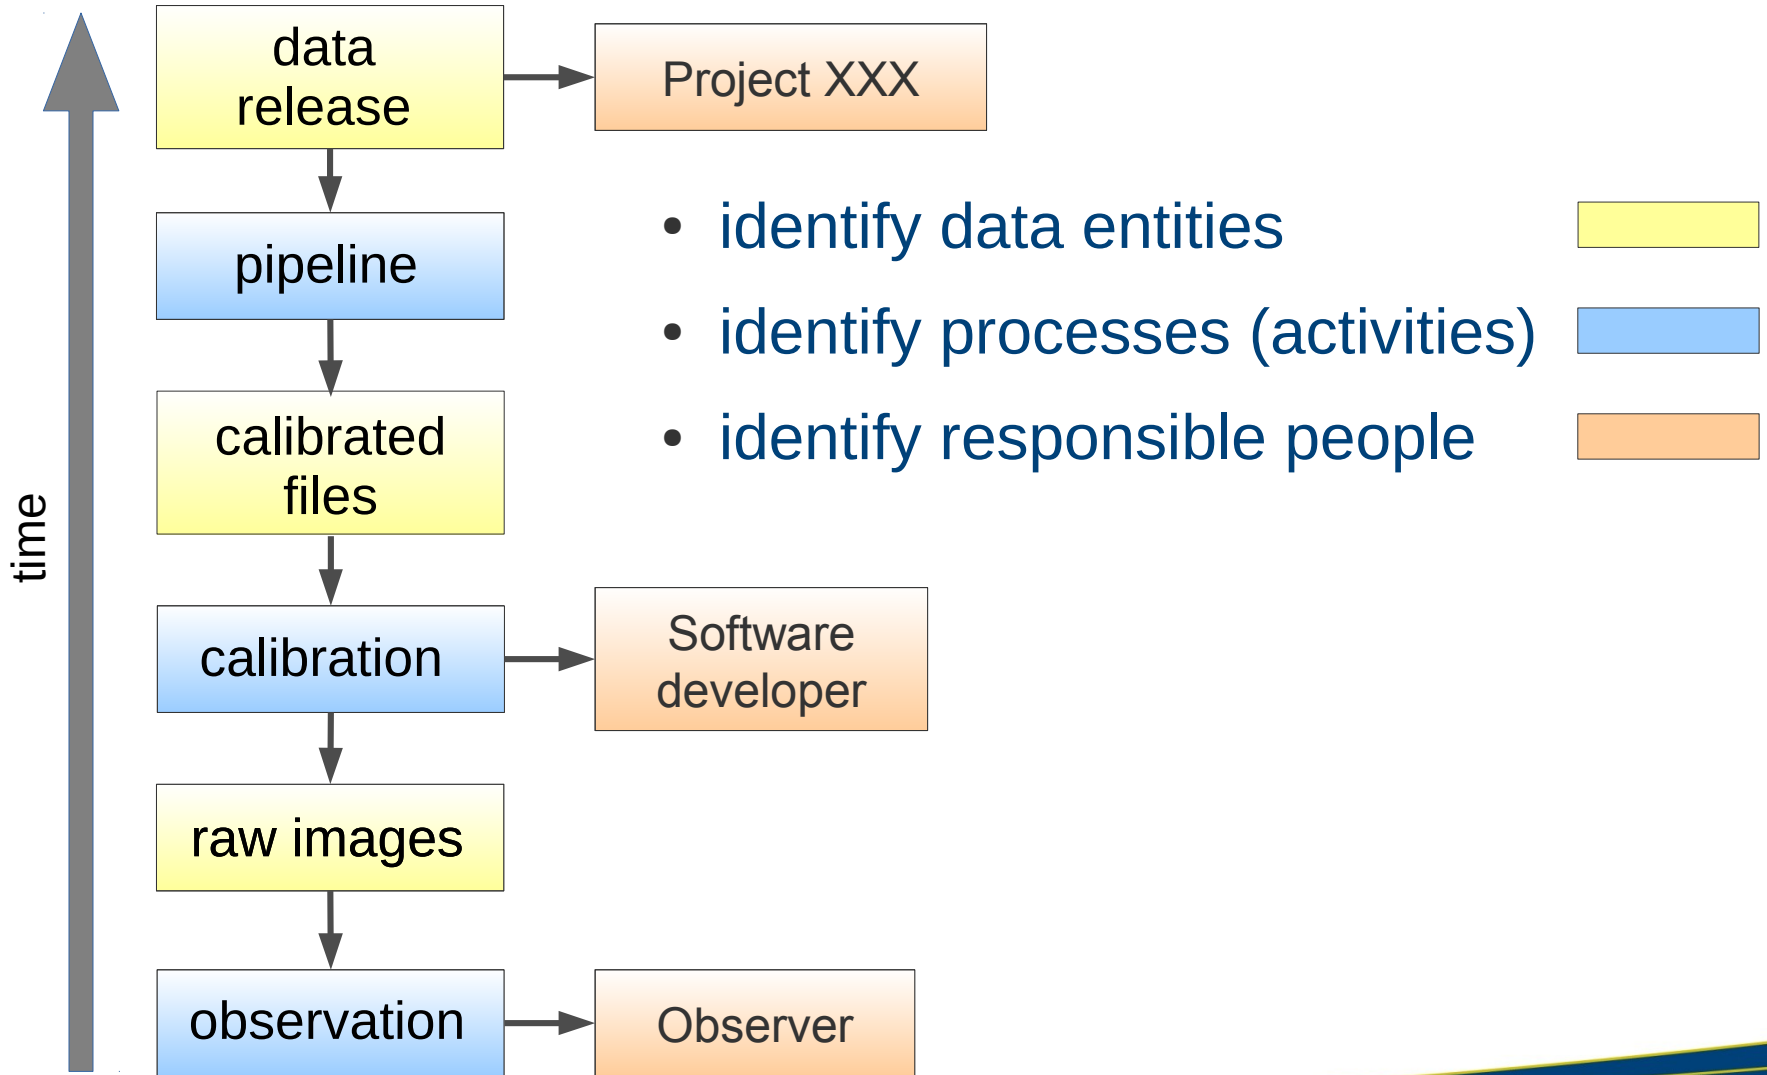 data
release
Project XXX
pipeline
• identify data entities
• identify processes (activities)
• identify responsible people
calibrated
files
time
calibration
Software
developer
raw images
observation
Observer